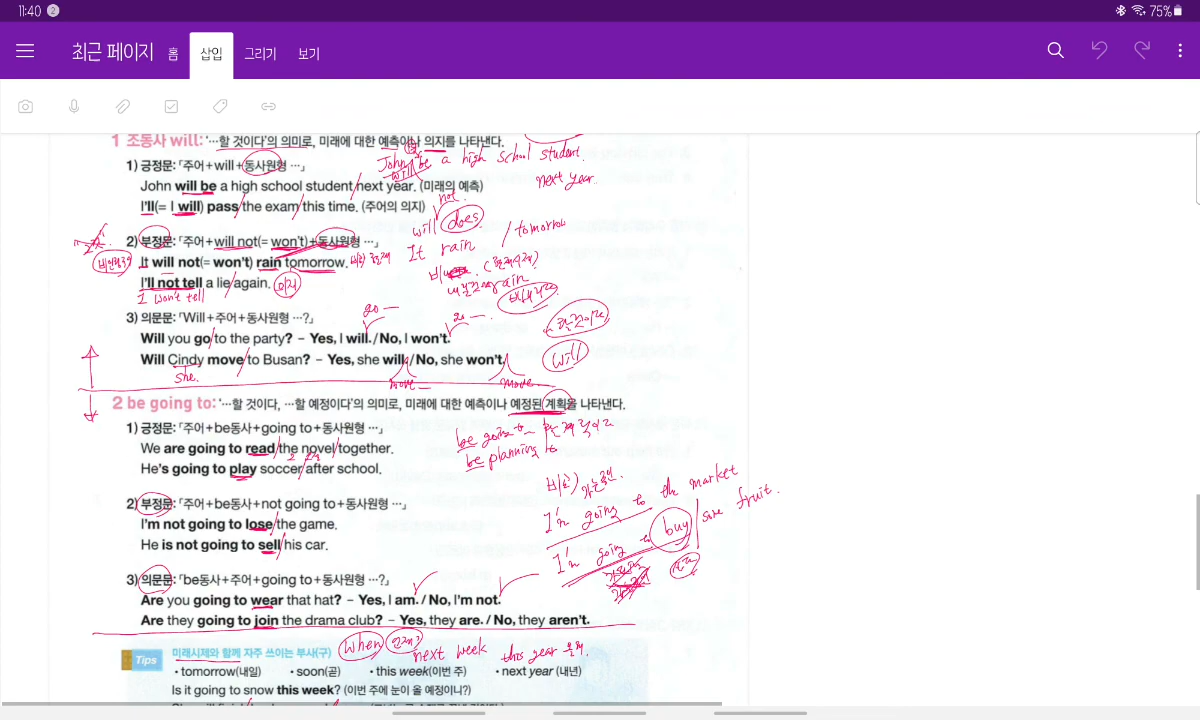 11:40 2 75%
최근 페이지 홈 삽입 그리기 보기
1 조동사 will: '…할 것이다'의 의미로, 미래에 대한 예측이나 의지를 나타낸다.
1) 긍정문: 「주어+will+동사원형 …」
John will be a high school student
next year.
John will be a high school student next year. (미래의 예측)
I'll(= I will) pass the exam this time. (주어의 의지)
not
will does
2) 부정문: 「주어+will not(= won't)+동사원형 …」
It rain / tomorrow
It will not(= won't) rain tomorrow.
비인칭주어
I'll not tell a lie again. 의지
I won't tell
rain
3) 의문문: 「Will+주어+동사원형 …?」
go go
Will you go to the party? – Yes, I will. / No, I won't.
will
Will Cindy move to Busan? – Yes, she will. / No, she won't.
she. move move
2 be going to: '…할 것이다, …할 예정이다'의 의미로, 미래에 대한 예측이나 예정된 계획을 나타낸다.
1) 긍정문: 「주어+be동사+going to+동사원형 …」
be going to
We are going to read the novel together.
be planning to
He's going to play soccer after school.
2) 부정문: 「주어+be동사+not going to+동사원형 …」
I'm going to the market
I'm not going to lose the game.
He is not going to sell his car.
I'm going to buy some fruit.
3) 의문문: 「be동사+주어+going to+동사원형 …?」
Are you going to wear that hat? – Yes, I am. / No, I'm not.
Are they going to join the drama club? – Yes, they are. / No, they aren't.
Tips 미래시제와 함께 자주 쓰이는 부사(구) When 언제?
next week this year 올해.
• tomorrow(내일) • soon(곧) • this week(이번 주) • next year (내년)
Is it going to snow this week? (이번 주에 눈이 올 예정이니?)